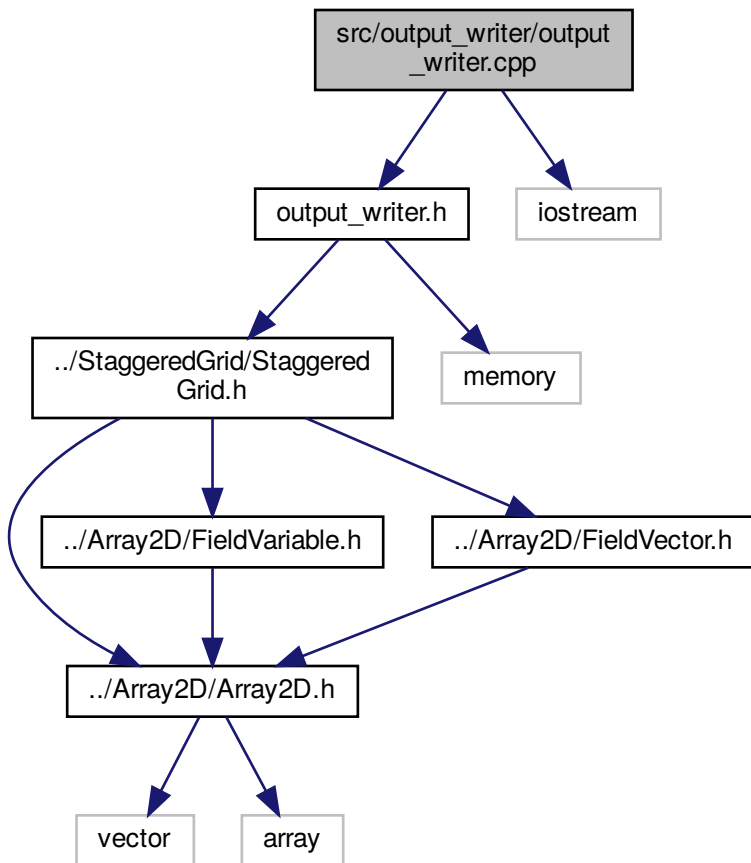 src/output_writer/output
_writer.cpp
output_writer.h
iostream
../StaggeredGrid/Staggered
Grid.h
memory
../Array2D/FieldVariable.h
../Array2D/FieldVector.h
../Array2D/Array2D.h
vector
array